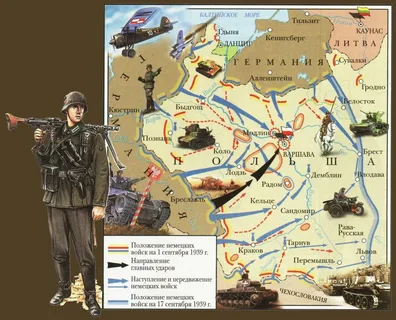 БАЛТИЙСКОЕ МОРЕ
Тильзит
КАУНАС
Гдыня
ДАНЦИГ
Кенигсберг
ЛИТВА
Сувалки
ГЕРМАНИЯ
Алленштейн
Гродно
ГЕРМАНИЯ
Кюстрин
Быдгощ
Белосток
Познань
Модлин
Коло
ВАРШАВА
Брест
ПОЛЬША
Лодзь
Демблин
Влодава
Радом
Бреславль
Кельце
Сандомир
Рава-
Русская
Краков
Тарнув
Львов
Перемышль
ЧЕХОСЛОВАКИЯ
Положение немецких
войск на 1 сентября 1939 г.
Направление
главных ударов
Наступление и передвижение
немецких войск
Положение немецких
войск на 17 сентября 1939 г.